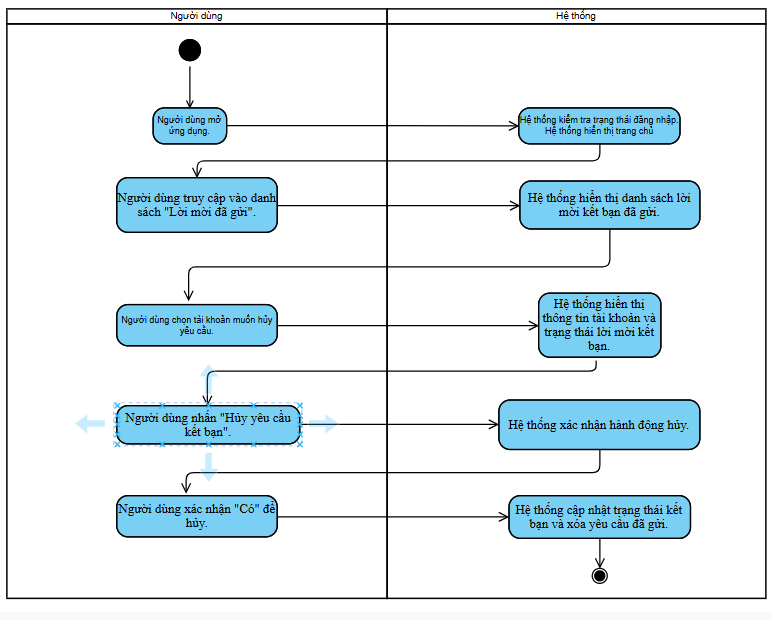 Người dùng
Hệ thống
Người dùng mở
ứng dụng.
Hệ thống kiểm tra trạng thái đăng nhập.
Hệ thống hiển thị trang chủ
Người dùng truy cập vào danh
sách "Lời mời đã gửi".
Hệ thống hiển thị danh sách lời
mời kết bạn đã gửi.
Người dùng chọn tài khoản muốn hủy
yêu cầu.
Hệ thống hiển thị
thông tin tài khoản và
trạng thái lời mời kết
bạn.
Người dùng nhấn "Hủy yêu cầu
kết bạn".
Hệ thống xác nhận hành động hủy.
Người dùng xác nhận "Có" để
hủy.
Hệ thống cập nhật trạng thái kết
bạn và xóa yêu cầu đã gửi.